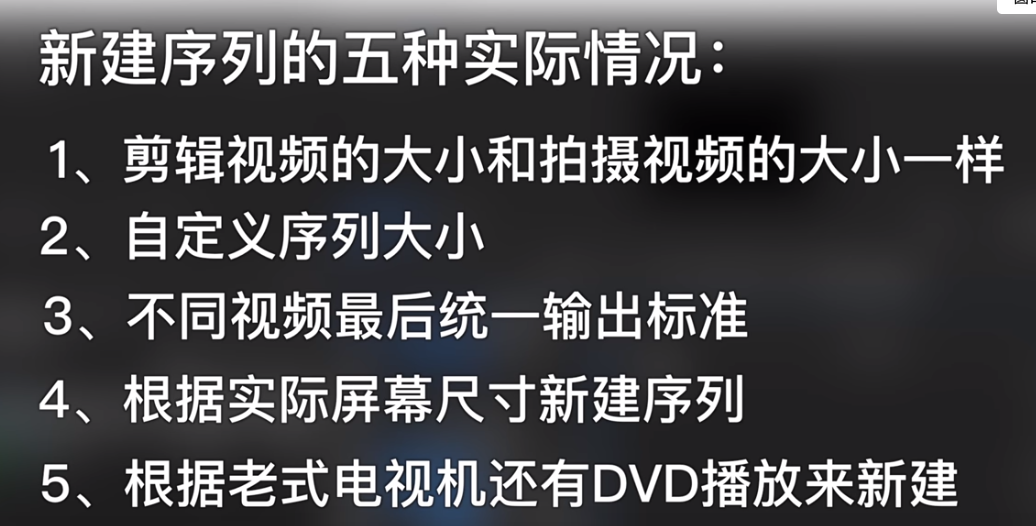 新建序列的五种实际情况：
1、剪辑视频的大小和拍摄视频的大小一样
2、自定义序列大小
3、不同视频最后统一输出标准
4、根据实际屏幕尺寸新建序列
5、根据老式电视机还有DVD播放来新建